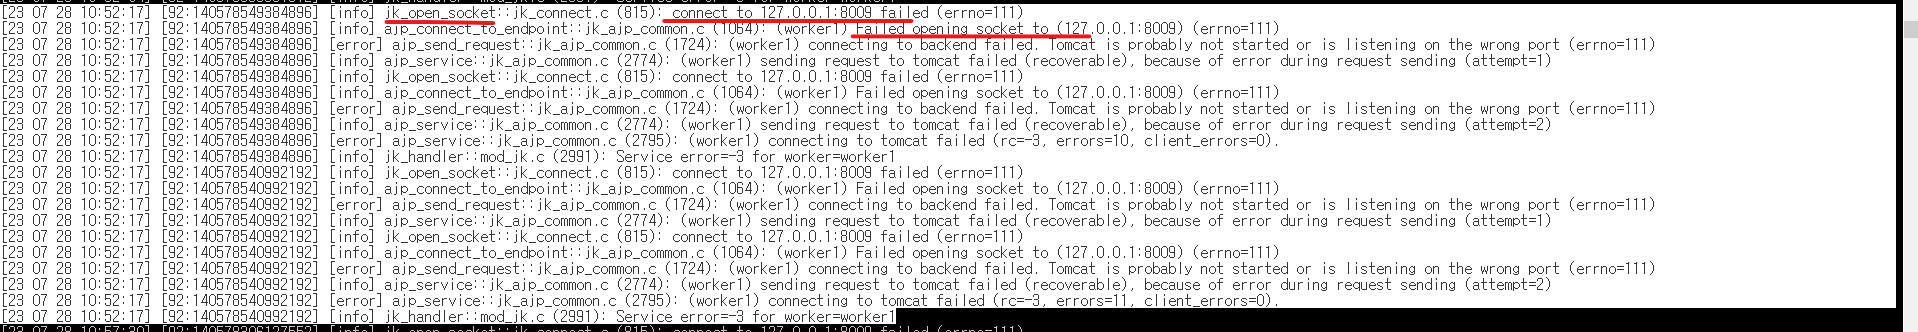 [23 07 28 10:52:17] [92:140578549384896] [info] jk_open_socket::jk_connect.c (815): connect to 127.0.0.1:8009 failed (errno=111)
[23 07 28 10:52:17] [92:140578549384896] [info] ajp_connect_to_endpoint::jk_ajp_common.c (1064): (worker1) Failed opening socket to (127.0.0.1:8009) (errno=111)
[23 07 28 10:52:17] [92:140578549384896] [error] ajp_send_request::jk_ajp_common.c (1724): (worker1) connecting to backend failed. Tomcat is probably not started or is listening on the wrong port (errno=111)
[23 07 28 10:52:17] [92:140578549384896] [info] ajp_service::jk_ajp_common.c (2774): (worker1) sending request to tomcat failed (recoverable), because of error during request sending (attempt=1)
[23 07 28 10:52:17] [92:140578549384896] [info] jk_open_socket::jk_connect.c (815): connect to 127.0.0.1:8009 failed (errno=111)
[23 07 28 10:52:17] [92:140578549384896] [info] ajp_connect_to_endpoint::jk_ajp_common.c (1064): (worker1) Failed opening socket to (127.0.0.1:8009) (errno=111)
[23 07 28 10:52:17] [92:140578549384896] [error] ajp_send_request::jk_ajp_common.c (1724): (worker1) connecting to backend failed. Tomcat is probably not started or is listening on the wrong port (errno=111)
[23 07 28 10:52:17] [92:140578549384896] [info] ajp_service::jk_ajp_common.c (2774): (worker1) sending request to tomcat failed (recoverable), because of error during request sending (attempt=2)
[23 07 28 10:52:17] [92:140578549384896] [error] ajp_service::jk_ajp_common.c (2795): (worker1) connecting to tomcat failed (rc=-3, errors=10, client_errors=0).
[23 07 28 10:52:17] [92:140578549384896] [info] jk_handler::mod_jk.c (2991): Service error=-3 for worker=worker1
[23 07 28 10:52:17] [92:140578540992192] [info] jk_open_socket::jk_connect.c (815): connect to 127.0.0.1:8009 failed (errno=111)
[23 07 28 10:52:17] [92:140578540992192] [info] ajp_connect_to_endpoint::jk_ajp_common.c (1064): (worker1) Failed opening socket to (127.0.0.1:8009) (errno=111)
[23 07 28 10:52:17] [92:140578540992192] [error] ajp_send_request::jk_ajp_common.c (1724): (worker1) connecting to backend failed. Tomcat is probably not started or is listening on the wrong port (errno=111)
[23 07 28 10:52:17] [92:140578540992192] [info] ajp_service::jk_ajp_common.c (2774): (worker1) sending request to tomcat failed (recoverable), because of error during request sending (attempt=1)
[23 07 28 10:52:17] [92:140578540992192] [info] jk_open_socket::jk_connect.c (815): connect to 127.0.0.1:8009 failed (errno=111)
[23 07 28 10:52:17] [92:140578540992192] [info] ajp_connect_to_endpoint::jk_ajp_common.c (1064): (worker1) Failed opening socket to (127.0.0.1:8009) (errno=111)
[23 07 28 10:52:17] [92:140578540992192] [error] ajp_send_request::jk_ajp_common.c (1724): (worker1) connecting to backend failed. Tomcat is probably not started or is listening on the wrong port (errno=111)
[23 07 28 10:52:17] [92:140578540992192] [info] ajp_service::jk_ajp_common.c (2774): (worker1) sending request to tomcat failed (recoverable), because of error during request sending (attempt=2)
[23 07 28 10:52:17] [92:140578540992192] [error] ajp_service::jk_ajp_common.c (2795): (worker1) connecting to tomcat failed (rc=-3, errors=11, client_errors=0).
[23 07 28 10:52:17] [92:140578540992192] [info] jk_handler::mod_jk.c (2991): Service error=-3 for worker=worker1